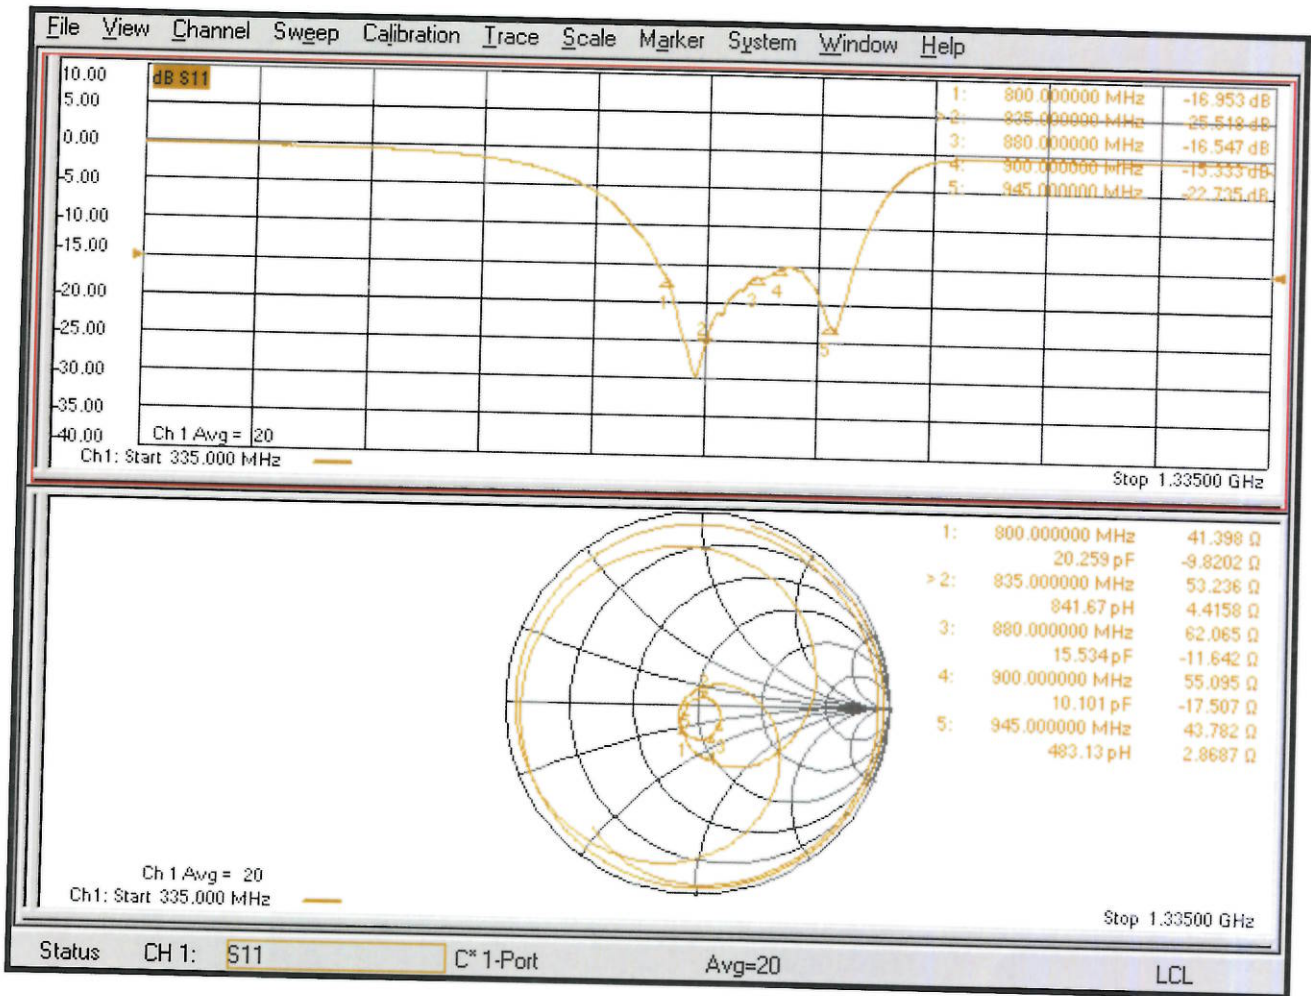 File View Channel Sweep Calibration Trace Scale Marker System Window Help
10.00
5.00
0.00
-5.00
-10.00
-15.00
-20.00
-25.00
-30.00
-35.00
-40.00
dB S11
1: 800.000000 MHz -16.953 dB
>2: 835.000000 MHz -25.518 dB
3: 880.000000 MHz -16.547 dB
4: 900.000000 MHz -15.333 dB
5: 945.000000 MHz -22.735 dB
1
2
3
4
5
Ch 1 Avg = 20
Ch1: Start 335.000 MHz
Stop 1.33500 GHz
1: 800.000000 MHz 41.398 Ω
20.259 pF -9.8202 Ω
>2: 835.000000 MHz 53.236 Ω
841.67 pH 4.4158 Ω
3: 880.000000 MHz 62.065 Ω
15.534 pF -11.642 Ω
4: 900.000000 MHz 55.095 Ω
10.101 pF -17.507 Ω
5: 945.000000 MHz 43.782 Ω
483.13 pH 2.8687 Ω
2
5
4
1
3
Ch 1 Avg = 20
Ch1: Start 335.000 MHz
Stop 1.33500 GHz
Status CH 1: S11 C* 1-Port Avg=20 LCL